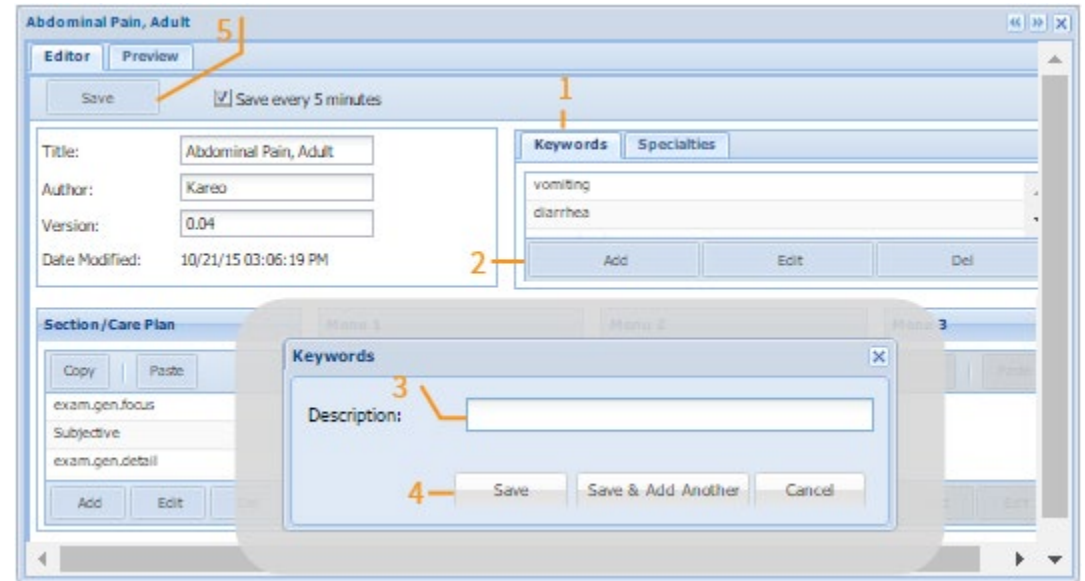 Abdominal Pain, Adult
5
Editor Preview
Save Save every 5 minutes
1
Title: Abdominal Pain, Adult
Author: Kareo
Version: 0.04
Date Modified: 10/21/15 03:06:19 PM
Keywords Specialties
vomiting
diarrhea
2
Add Edit Del
Section/Care Plan Menu 1 Menu 2 Menu 3
Copy Paste Paste
exam.gen.focus
Subjective
exam.gen.detail
Add Edit Del Edit
Keywords
3
Description:
4
Save Save & Add Another Cancel